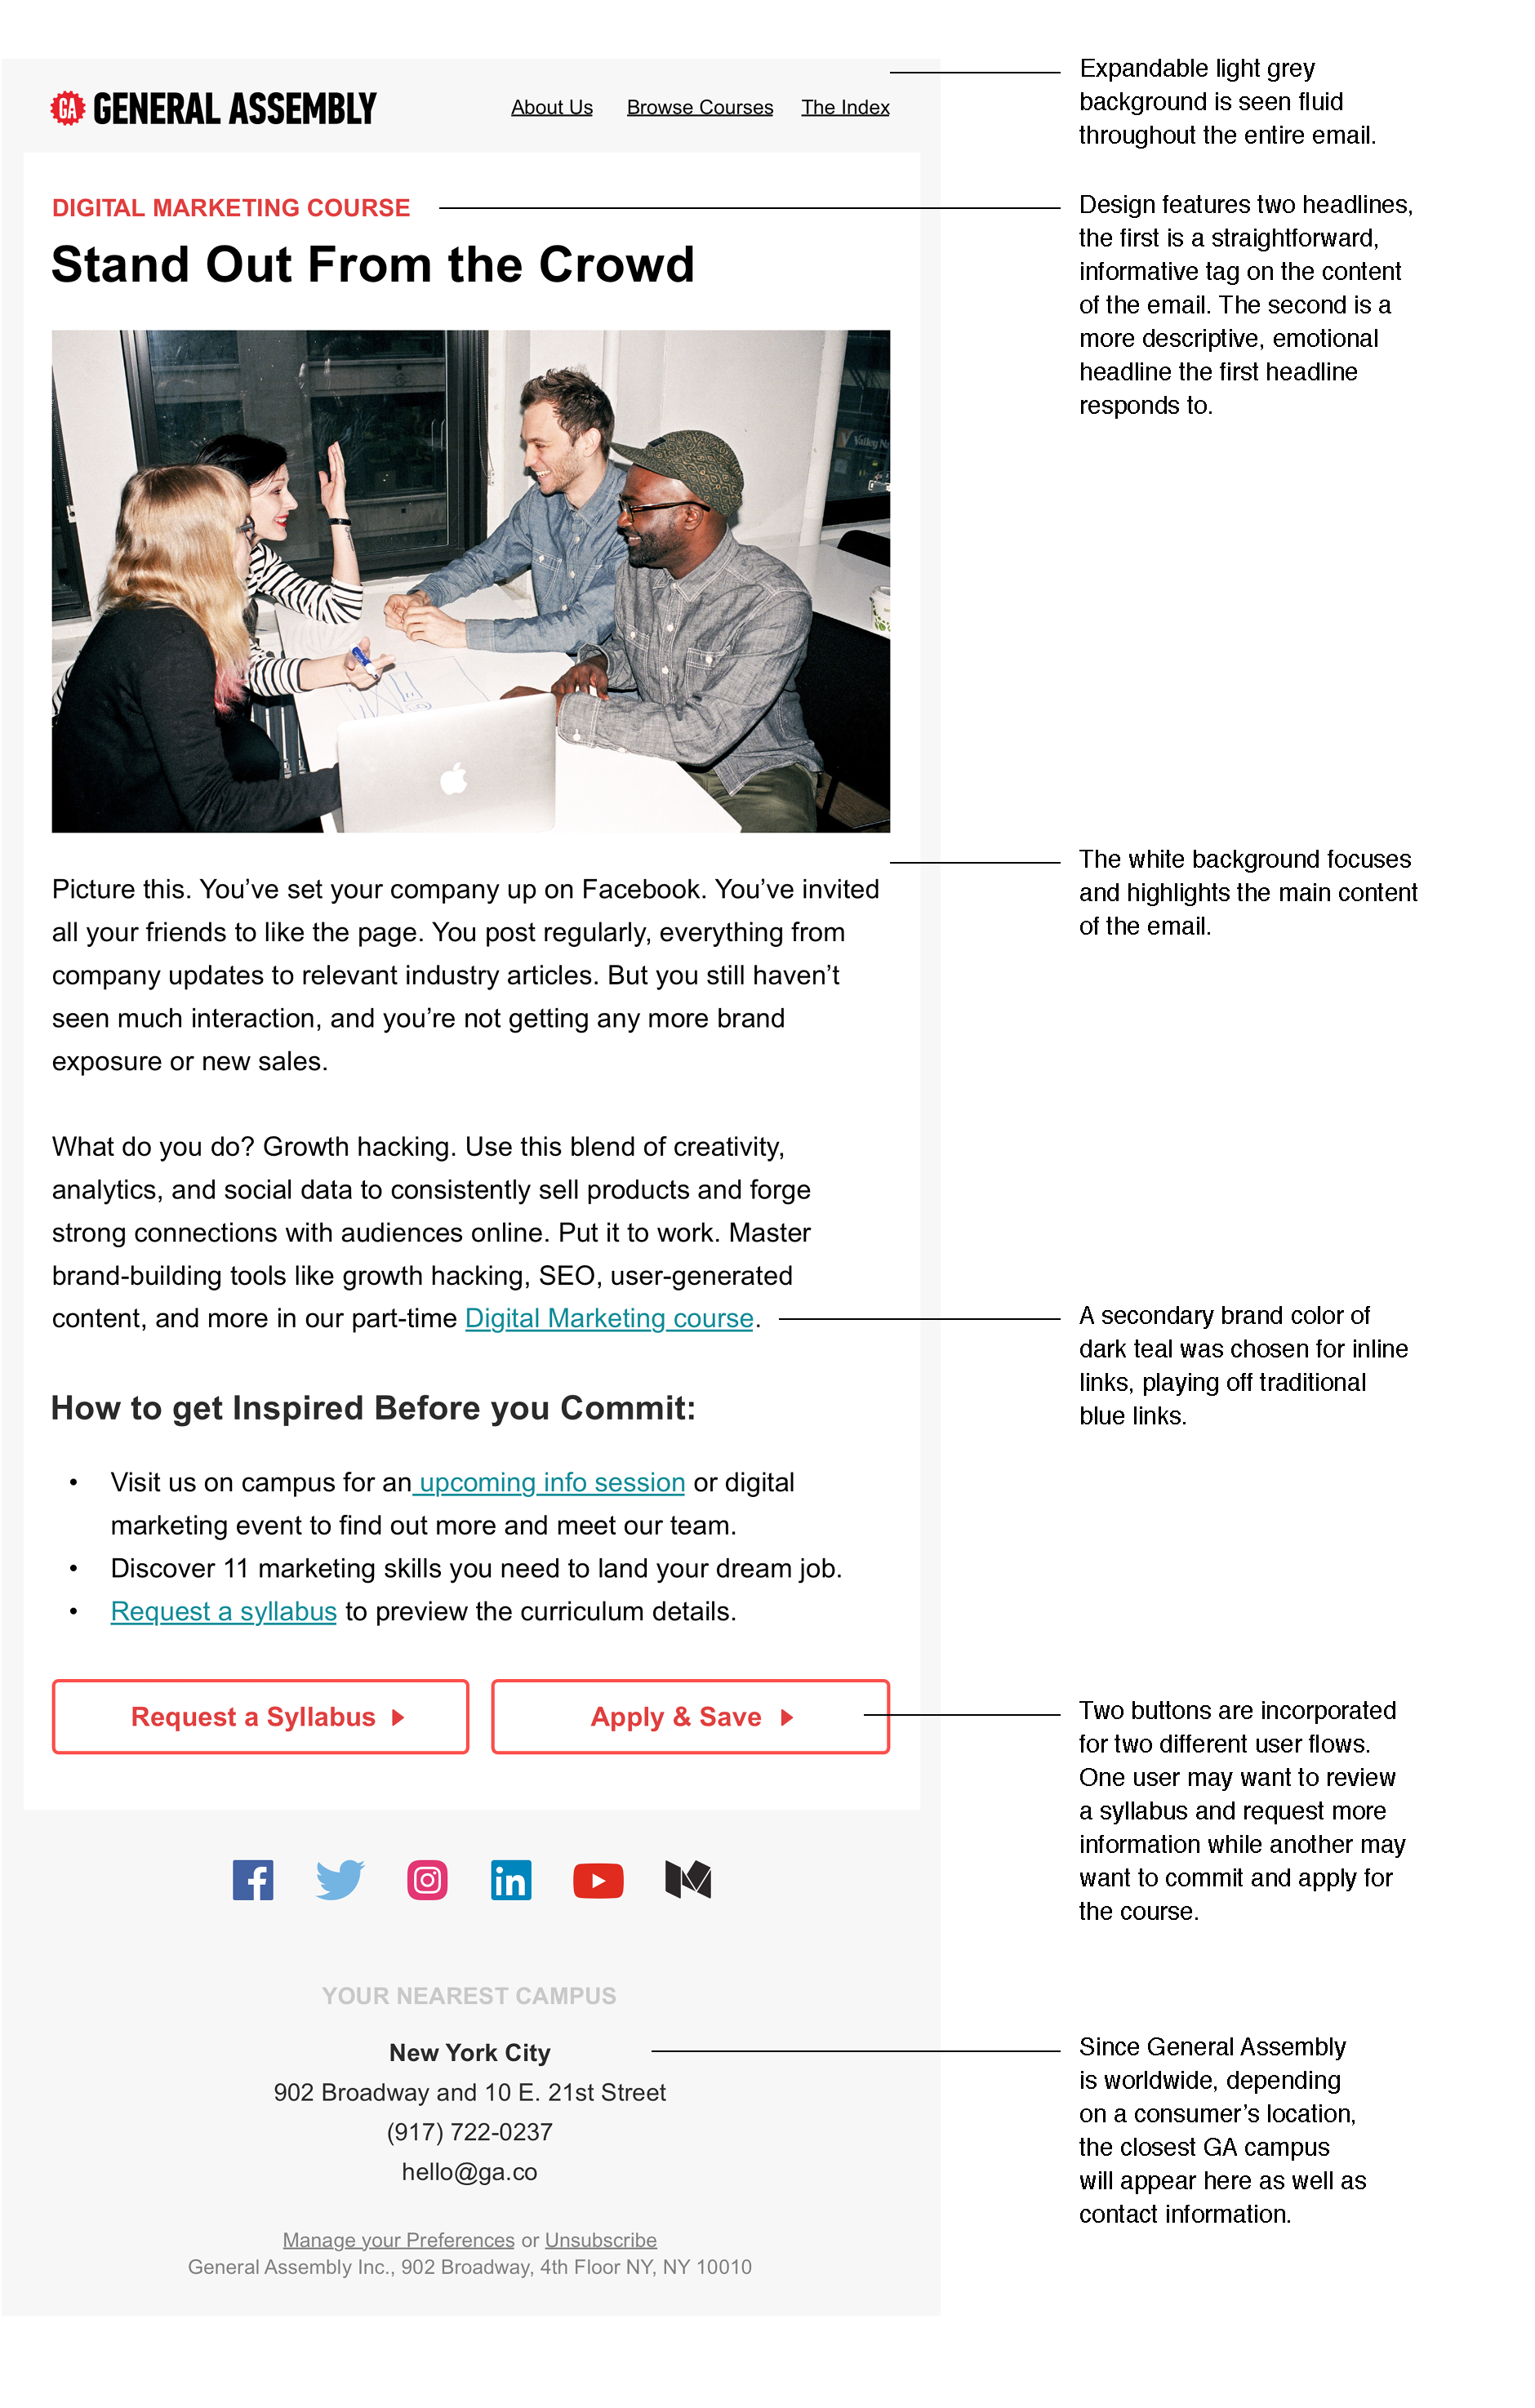 GA GENERAL ASSEMBLY
About Us Browse Courses The Index
Expandable light grey
background is seen fluid
throughout the entire email.
DIGITAL MARKETING COURSE
Stand Out From the Crowd
Design features two headlines,
the first is a straightforward,
informative tag on the content
of the email. The second is a
more descriptive, emotional
headline the first headline
responds to.
The white background focuses
and highlights the main content
of the email.
Picture this. You’ve set your company up on Facebook. You’ve invited
all your friends to like the page. You post regularly, everything from
company updates to relevant industry articles. But you still haven’t
seen much interaction, and you’re not getting any more brand
exposure or new sales.
What do you do? Growth hacking. Use this blend of creativity,
analytics, and social data to consistently sell products and forge
strong connections with audiences online. Put it to work. Master
brand-building tools like growth hacking, SEO, user-generated
content, and more in our part-time Digital Marketing course.
A secondary brand color of
dark teal was chosen for inline
links, playing off traditional
blue links.
How to get Inspired Before you Commit:
• Visit us on campus for an upcoming info session or digital
marketing event to find out more and meet our team.
• Discover 11 marketing skills you need to land your dream job.
• Request a syllabus to preview the curriculum details.
Request a Syllabus
Apply & Save
Two buttons are incorporated
for two different user flows.
One user may want to review
a syllabus and request more
information while another may
want to commit and apply for
the course.
YOUR NEAREST CAMPUS
New York City
902 Broadway and 10 E. 21st Street
(917) 722-0237
hello@ga.co
Since General Assembly
is worldwide, depending
on a consumer’s location,
the closest GA campus
will appear here as well as
contact information.
Manage your Preferences or Unsubscribe
General Assembly Inc., 902 Broadway, 4th Floor NY, NY 10010